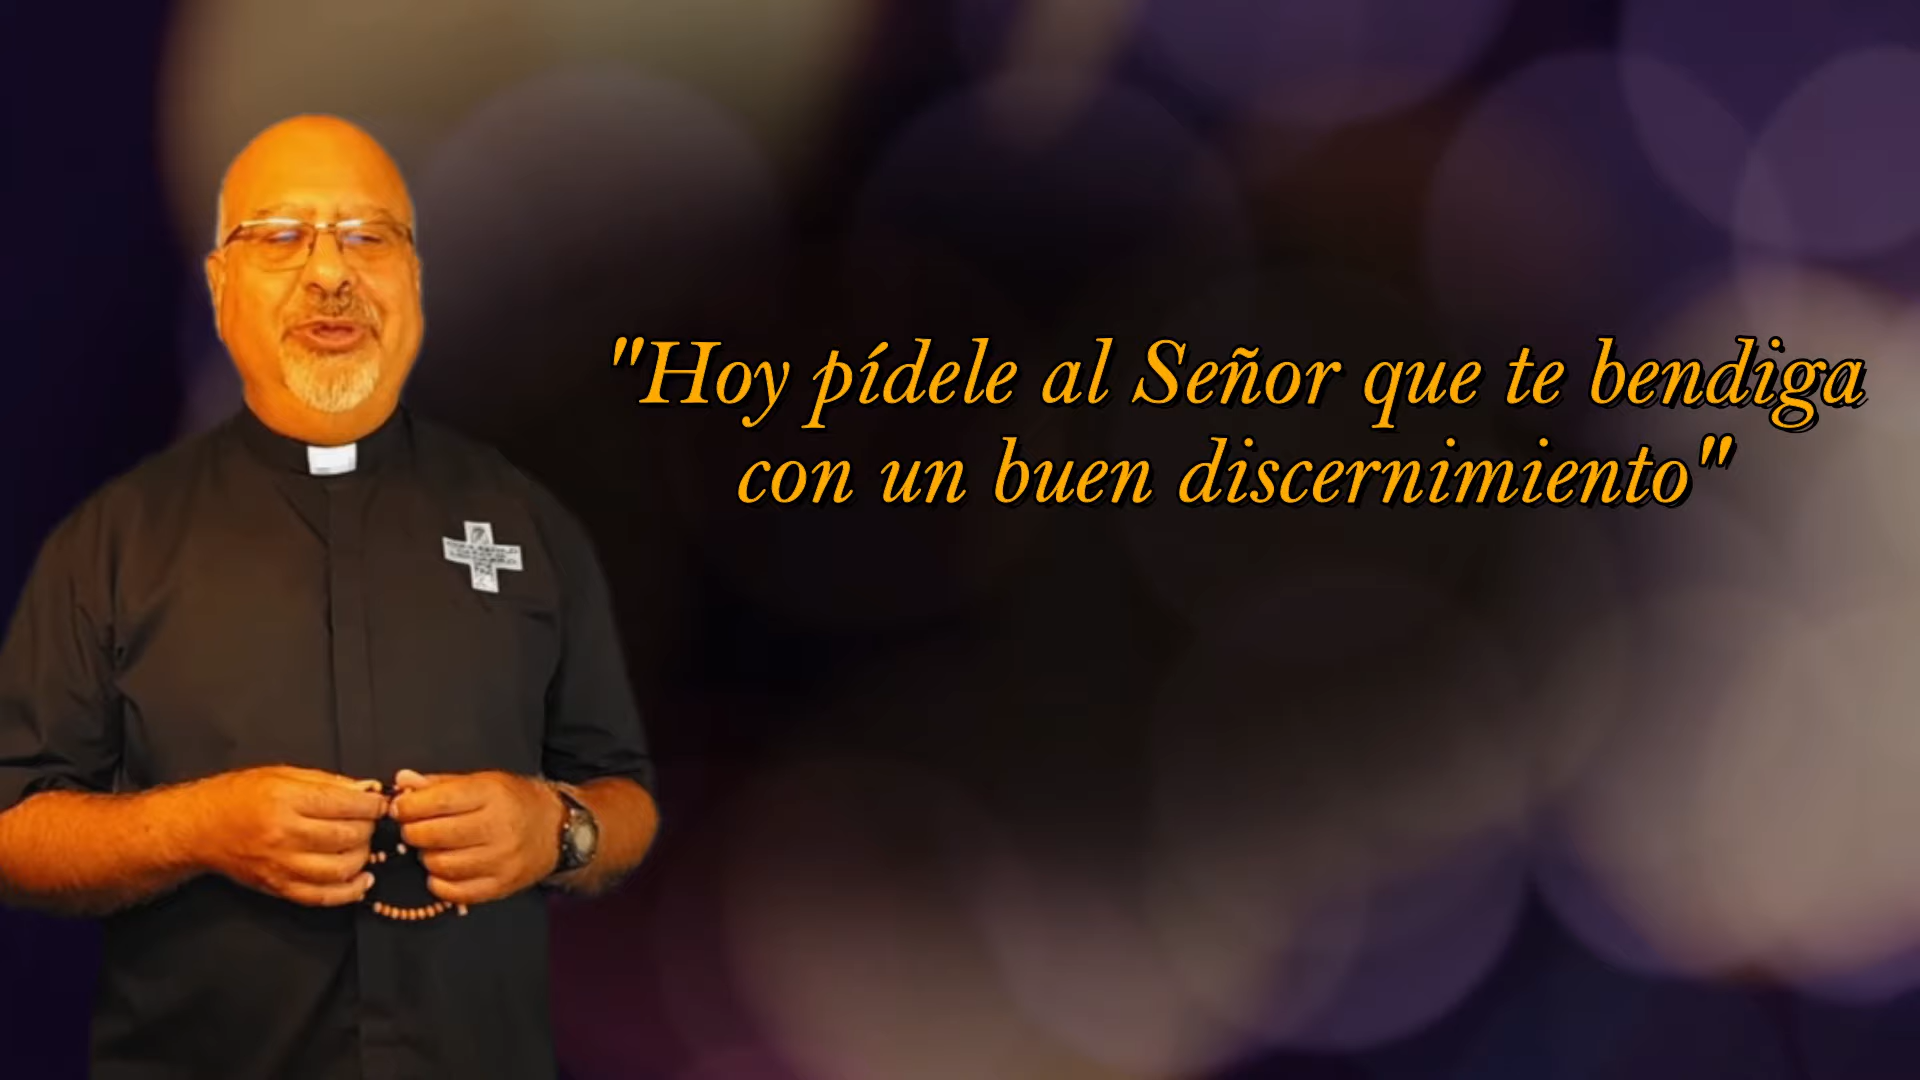 "Hoy pídele al Señor que te bendiga
con un buen discernimiento"